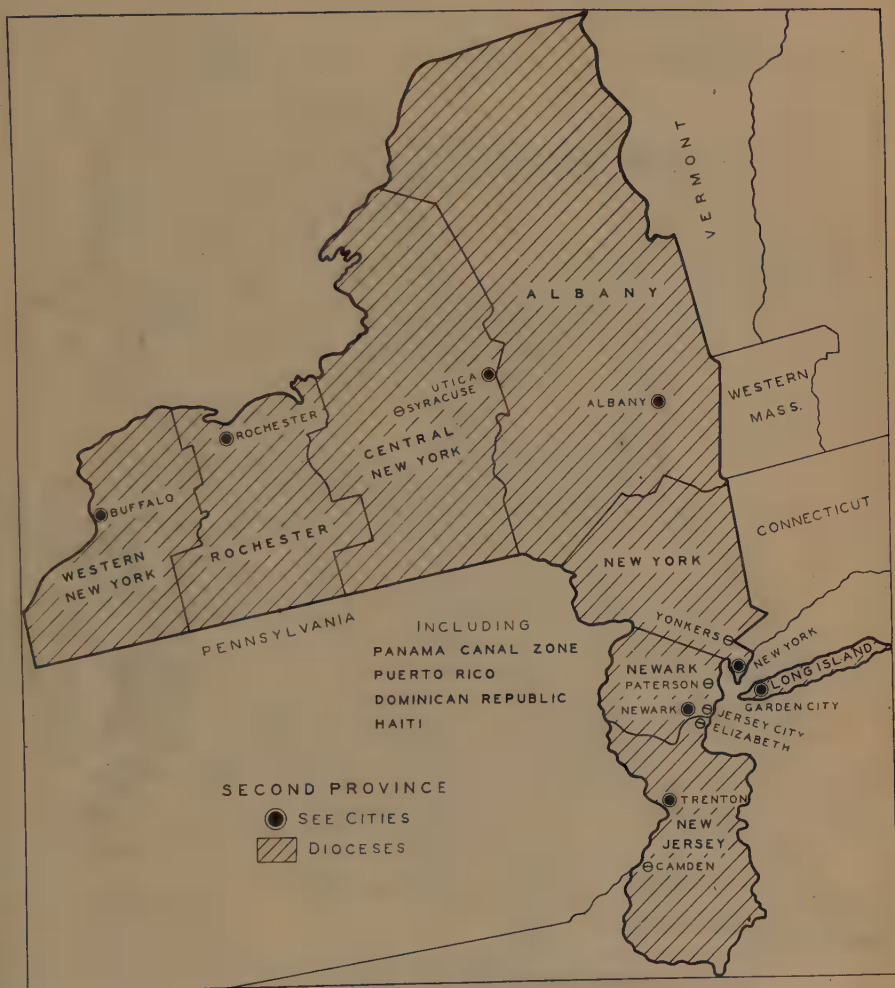 VERMONT
ALBANY
UTICA
SYRACUSE
ALBANY
WESTERN
MASS.
ROCHESTER
CENTRAL
NEW YORK
BUFFALO
CONNECTICUT
WESTERN
NEW YORK
ROCHESTER
NEW YORK
PENNSYLVANIA
YONKERS
NEW YORK
LONG ISLAND
GARDEN CITY
INCLUDING
PANAMA CANAL ZONE
PUERTO RICO
DOMINICAN REPUBLIC
HAITI
NEWARK
PATERSON
NEWARK
JERSEY CITY
ELIZABETH
SECOND PROVINCE
SEE CITIES
DIOCESES
TRENTON
NEW
JERSEY
CAMDEN